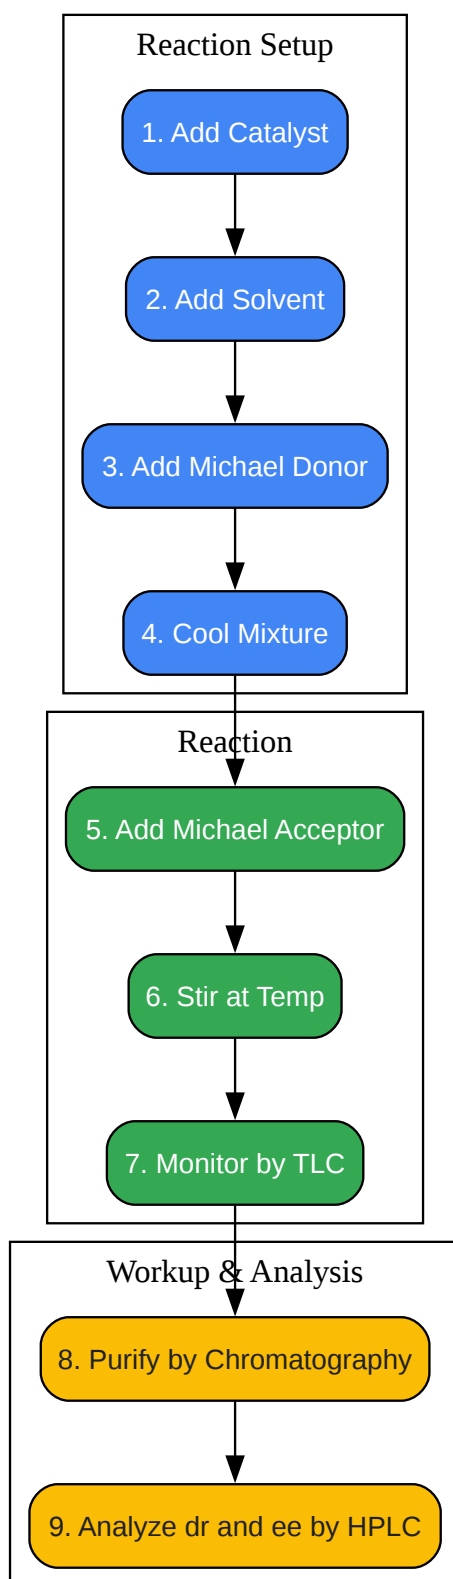 Reaction Setup
1. Add Catalyst
2. Add Solvent
3. Add Michael Donor
4. Cool Mixture
Reaction
5. Add Michael Acceptor
6. Stir at Temp
7. Monitor by TLC
Workup & Analysis
8. Purify by Chromatography
9. Analyze dr and ee by HPLC